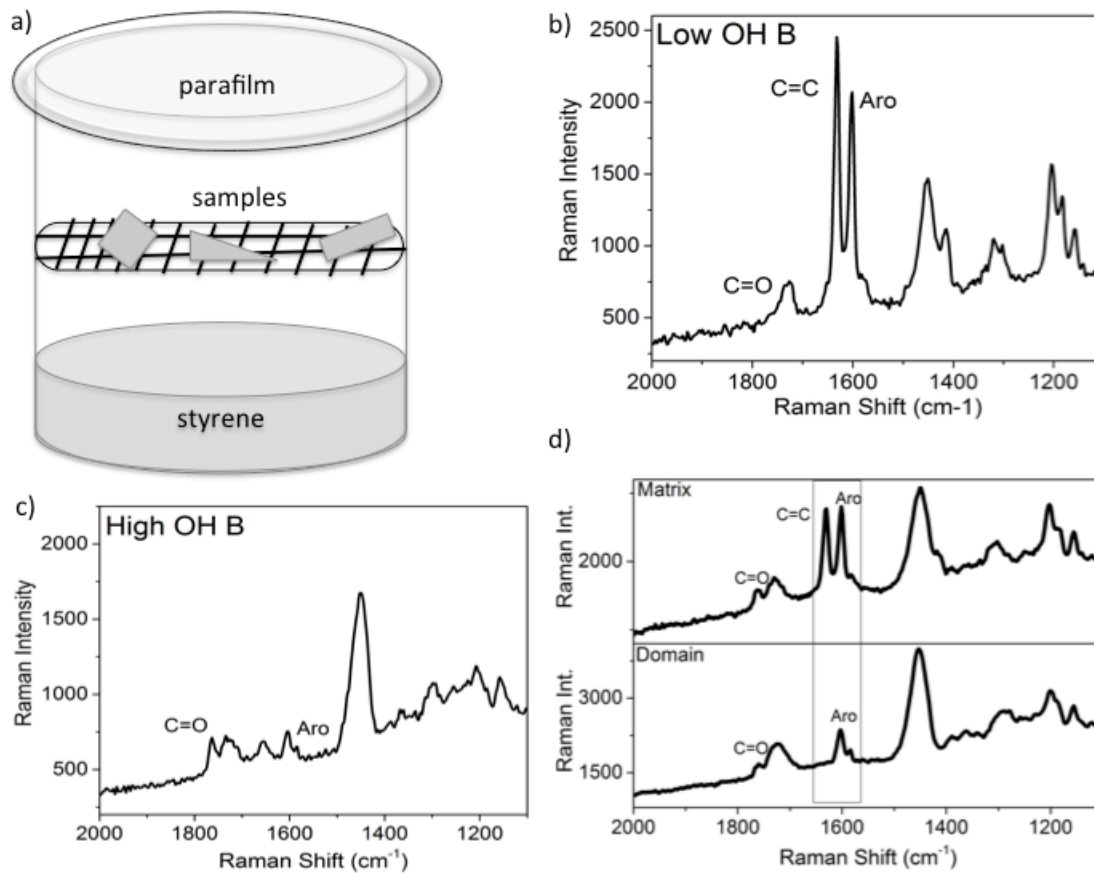 a)
parafilm
samples
styrene
b)
Low OH B
C=C
Aro
C=O
Raman Intensity
2500
2000
1500
1000
500
2000 1800 1600 1400 1200
Raman Shift (cm-1)
c)
High OH B
C=O
Aro
Raman Intensity
2000
1500
1000
500
2000 1800 1600 1400 1200
Raman Shift (cm⁻¹)
d)
Matrix
C=C
Aro
C=O
Raman Int.
2000
Domain
Aro
C=O
Raman Int.
3000
1500
2000 1800 1600 1400 1200
Raman Shift (cm⁻¹)